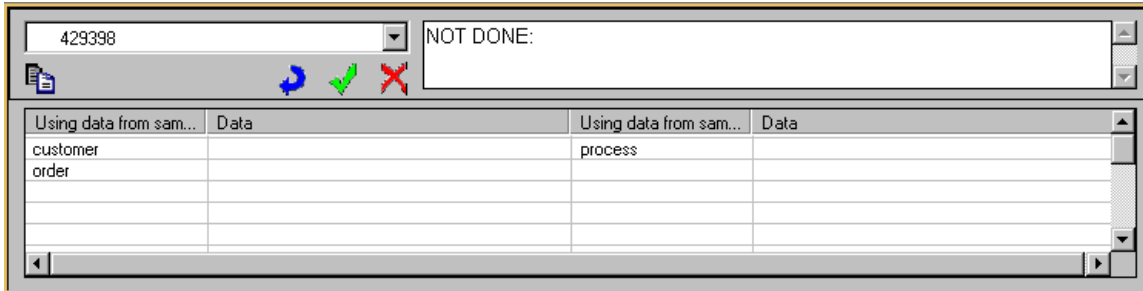 429398
NOT DONE:
Using data from sam... Data Using data from sam... Data
customer process
order